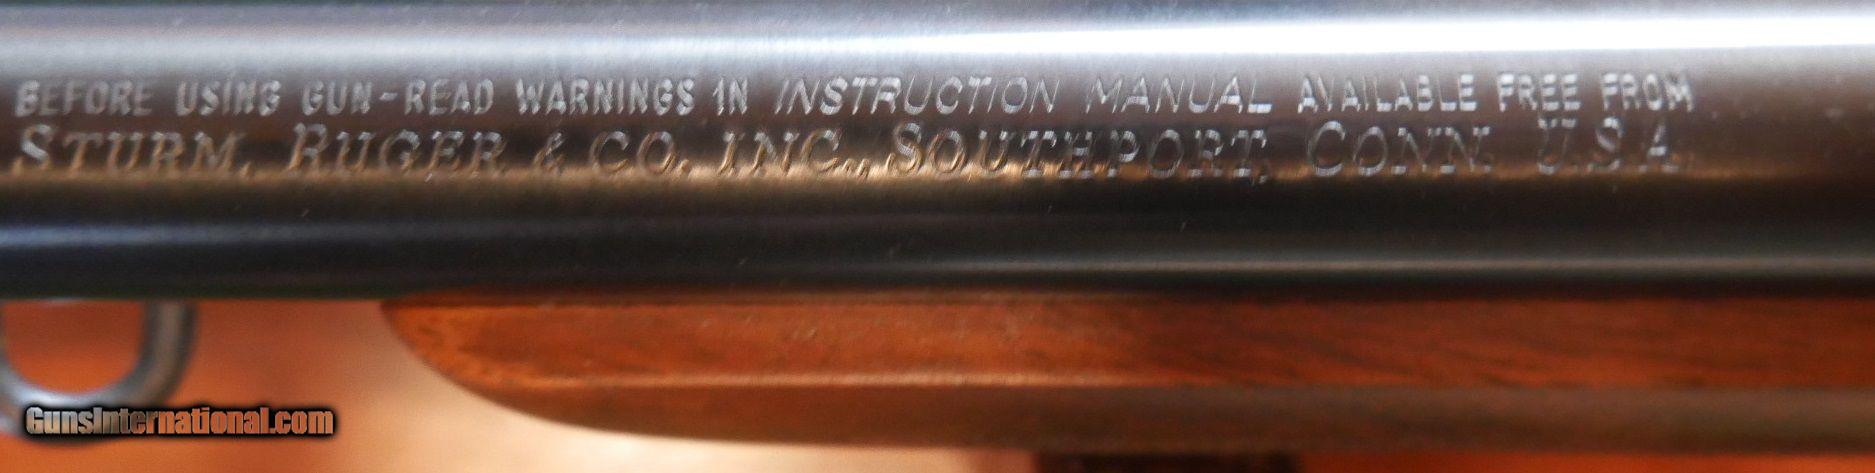 BEFORE USING GUN-READ WARNINGS IN INSTRUCTION MANUAL AVAILABLE FREE FROM
STURM, RUGER & CO. INC., SOUTHPORT, CONN. U.S.A.
GunsInternational.com